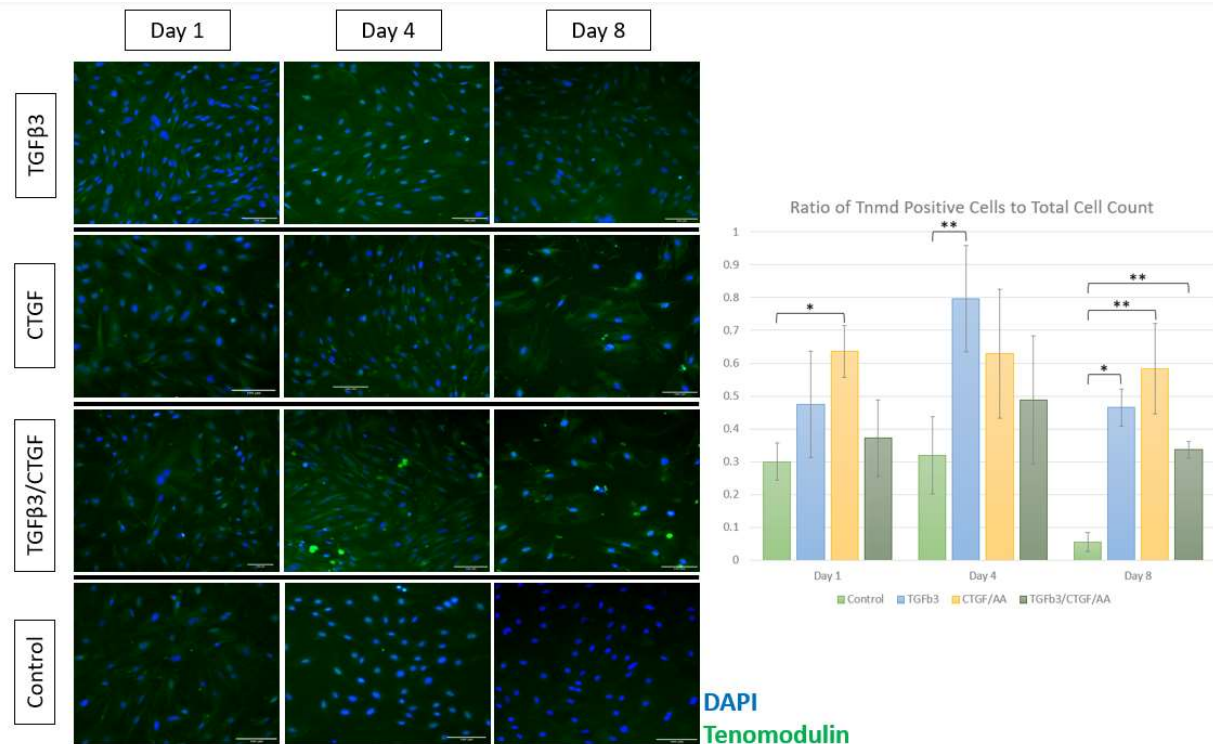 Day 1
Day 4
Day 8
TGFβ3
CTGF
TGFβ3/CTGF
Control
DAPI
Tenomodulin
Ratio of Tnmd Positive Cells to Total Cell Count
1
0.9
0.8
0.7
0.6
0.5
0.4
0.3
0.2
0.1
0
*
**
*
**
**
Day 1
Day 4
Day 8
Control
TGFb3
CTGF/AA
TGFb3/CTGF/AA